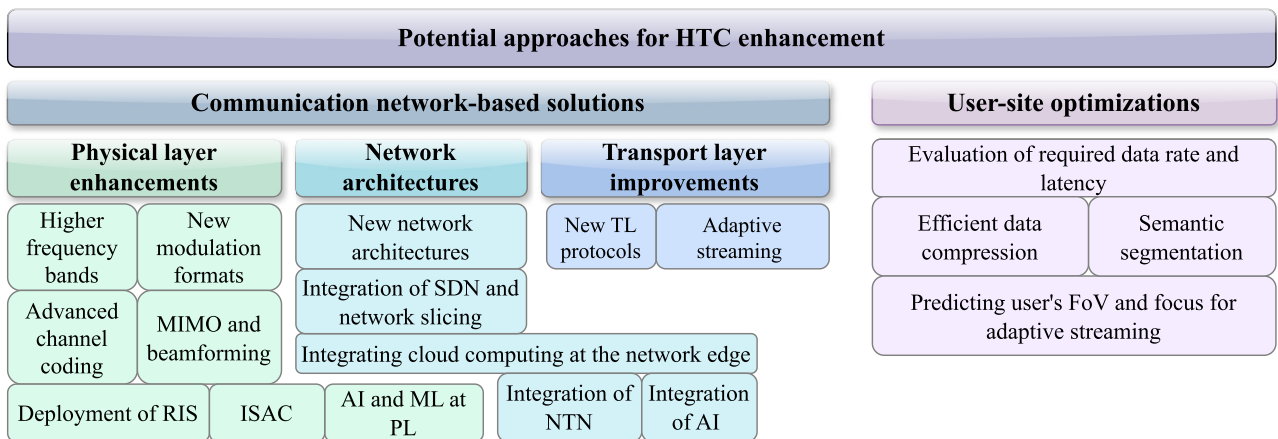 Potential approaches for HTC enhancement
Communication network-based solutions
Physical layer
enhancements
Higher
frequency
bands
New
modulation
formats
Advanced
channel
coding
MIMO and
beamforming
Deployment of RIS
ISAC
AI and ML at
PL
Network
architectures
New network
architectures
Integration of SDN and
network slicing
Integrating cloud computing at the network edge
Integration of
NTN
Integration
of AI
Transport layer
improvements
New TL
protocols
Adaptive
streaming
User-site optimizations
Evaluation of required data rate and
latency
Efficient data
compression
Semantic
segmentation
Predicting user's FoV and focus for
adaptive streaming